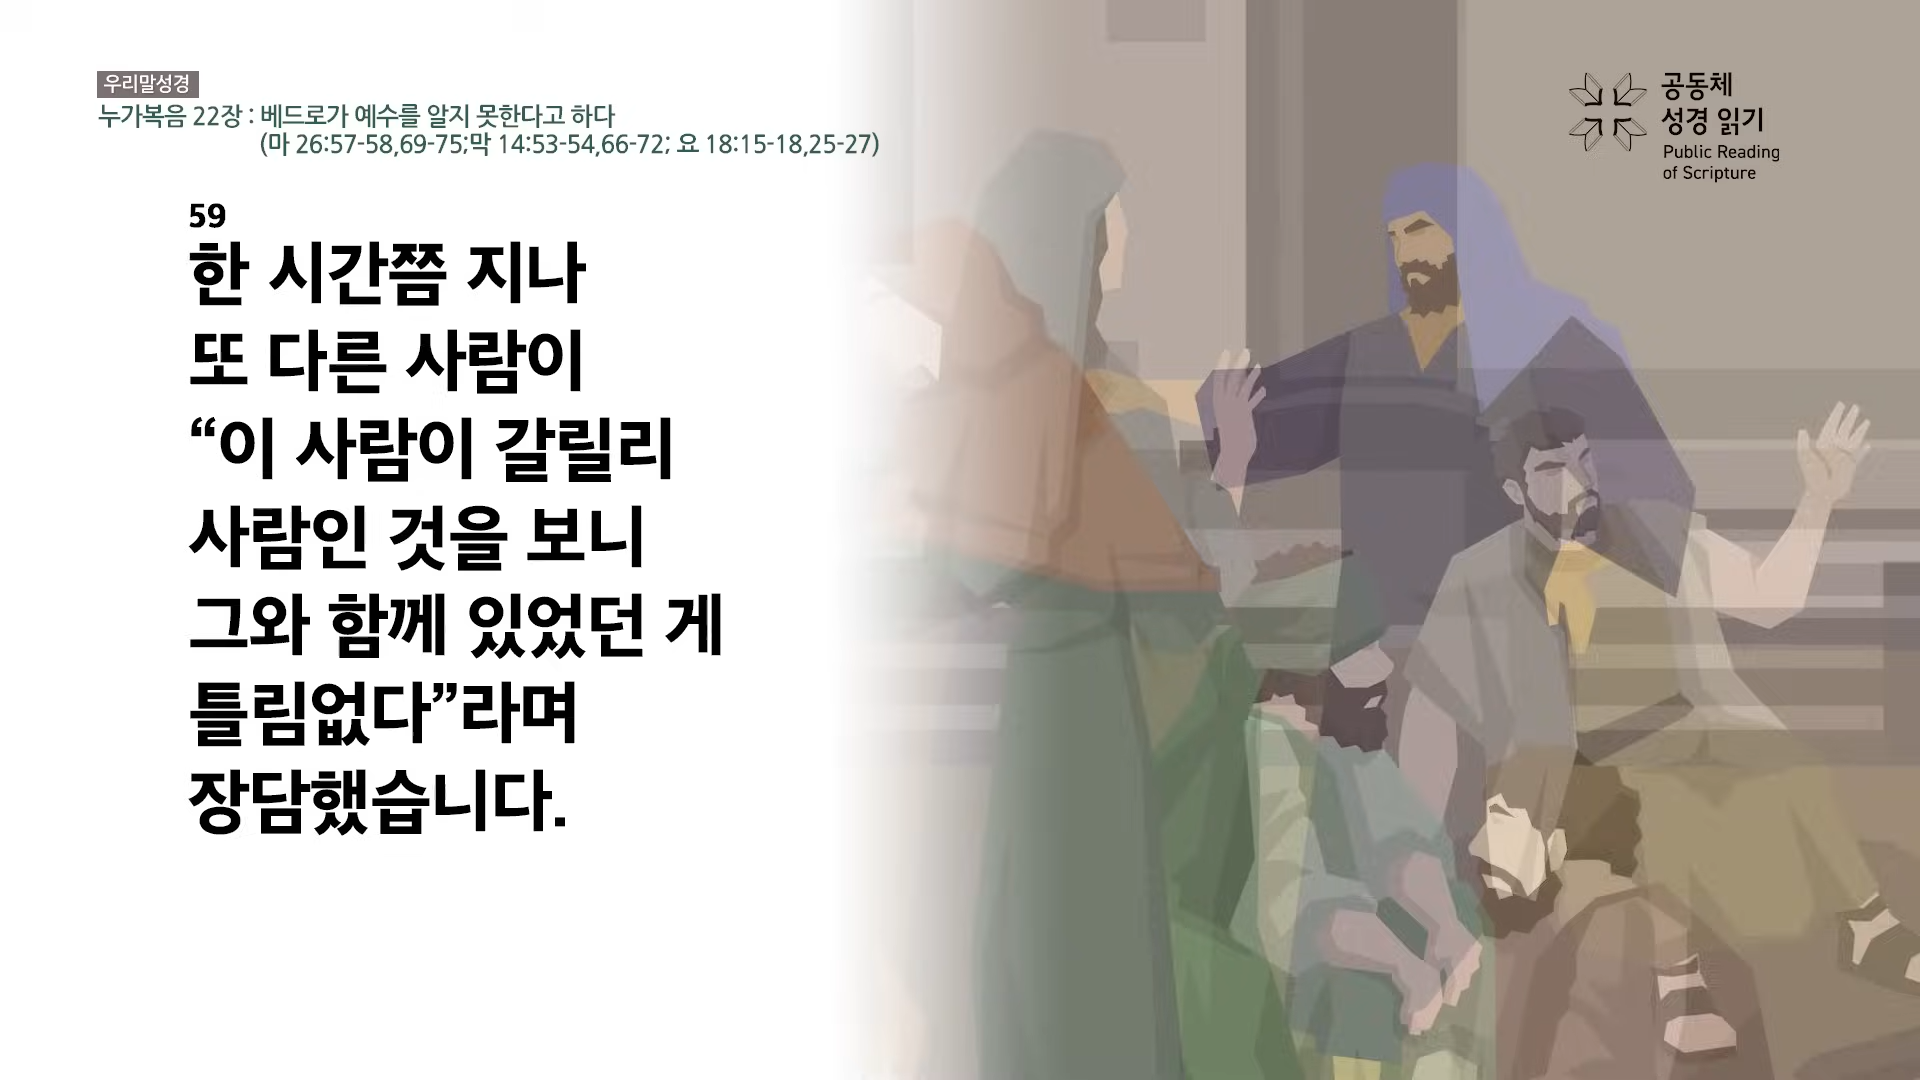 우리말성경
누가복음 22장 : 베드로가 예수를 알지 못한다고 하다
(마 26:57-58,69-75;막 14:53-54,66-72; 요 18:15-18,25-27)
59
한 시간쯤 지나
또 다른 사람이
“이 사람이 갈릴리
사람인 것을 보니
그와 함께 있었던 게
틀림없다”라며
장담했습니다.
공동체
성경 읽기
Public Reading
of Scripture